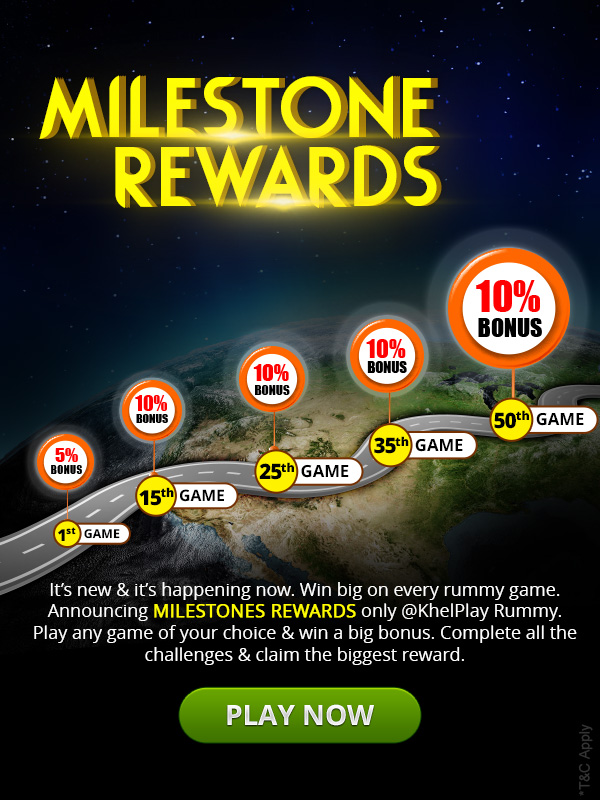 MILESTONE
REWARDS
10%
BONUS
10%
BONUS
10%
BONUS
10%
BONUS
5%
BONUS
50th GAME
35th GAME
25th GAME
15th GAME
1st GAME
It's new & it's happening now. Win big on every rummy game.
Announcing MILESTONES REWARDS only @KhelPlay Rummy.
Play any game of your choice & win a big bonus. Complete all the
challenges & claim the biggest reward.
PLAY NOW
*T&C Apply